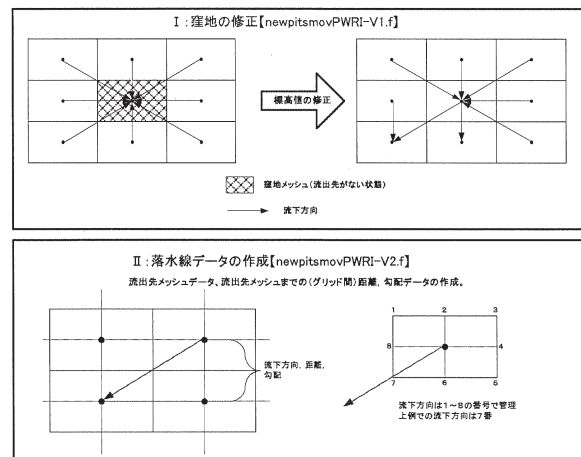 Ⅰ:窪地の修正【newpitsmovPWRI-V1.f】
標高値の修正
窪地メッシュ(流出先がない状態)
流下方向
Ⅱ:落水線データの作成【newpitsmovPWRI-V2.f】
流出先メッシュデータ、流出先メッシュまでの(グリッド間)距離, 勾配データの作成。
流下方向, 距離,
勾配
1 2 3
8 4
7 6 5
流下方向は1～8の番号で管理
上例での流下方向は7番